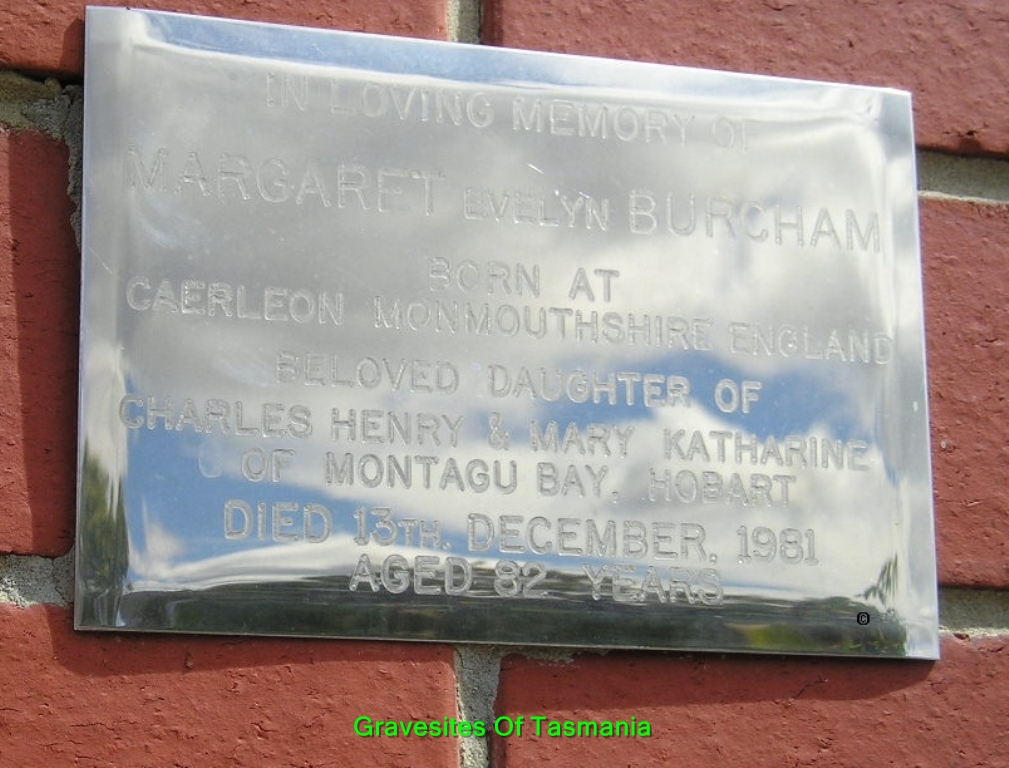 IN LOVING MEMORY OF
MARGARET EVELYN BURCHAM
BORN AT
CAERLEON MONMOUTHSHIRE ENGLAND
BELOVED DAUGHTER OF
CHARLES HENRY & MARY KATHARINE
OF MONTAGU BAY, HOBART
DIED 13TH. DECEMBER, 1981
AGED 82 YEARS
©
Gravesites Of Tasmania